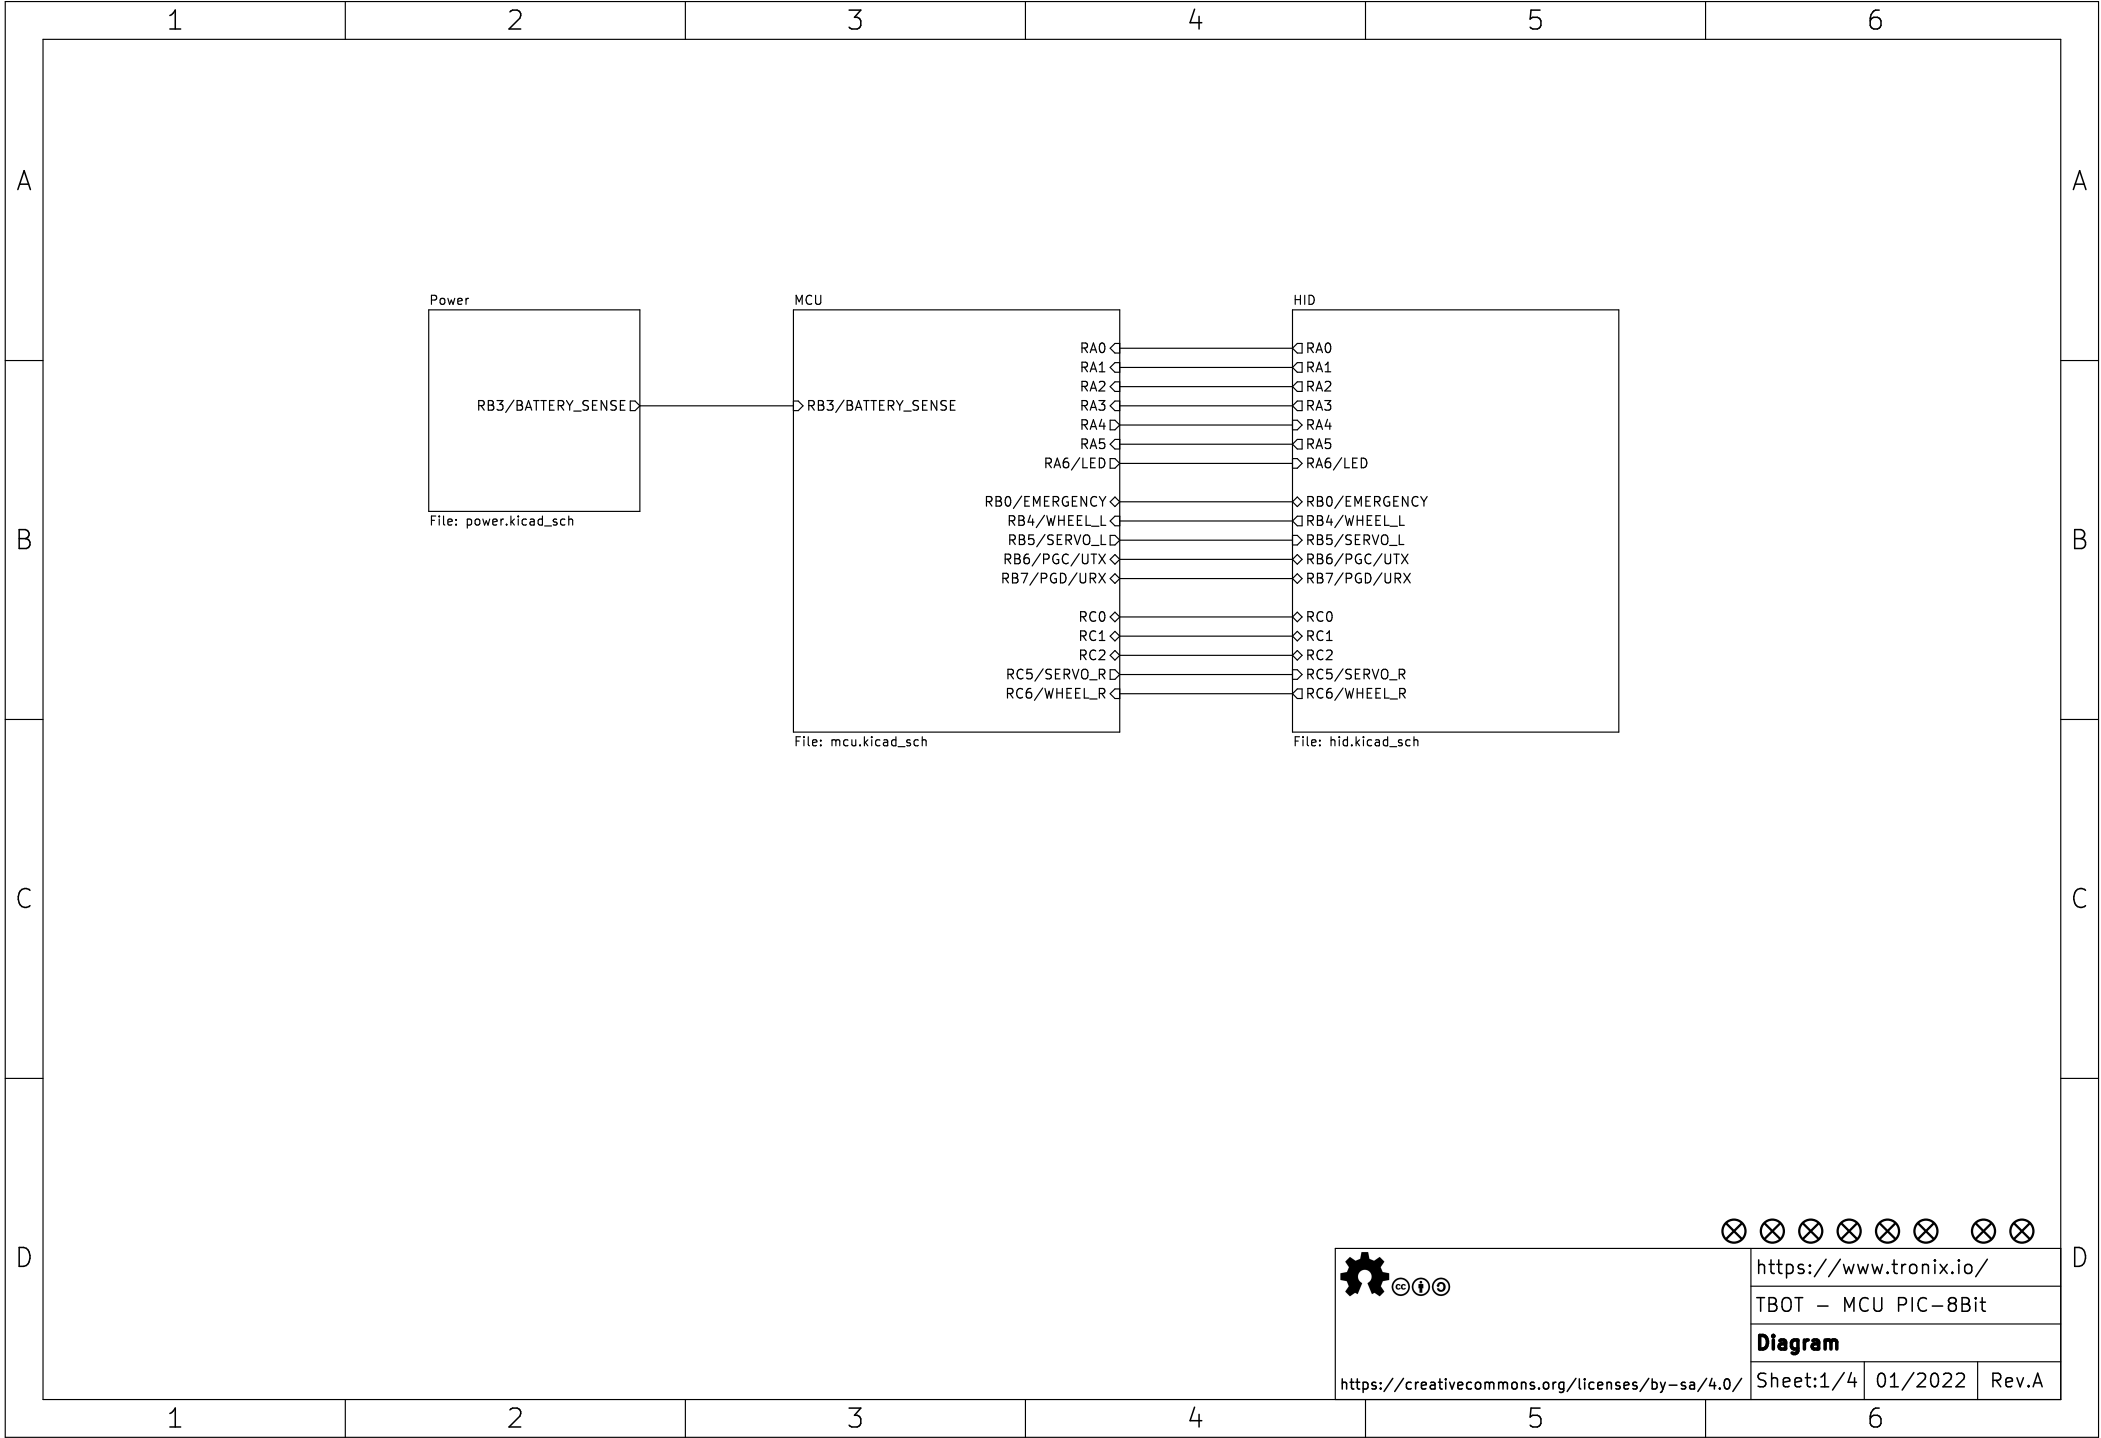 1 2 3 4 5 6
A A
Power
RB3/BATTERY_SENSE
File: power.kicad_sch
MCU
RB3/BATTERY_SENSE
RA0
RA1
RA2
RA3
RA4
RA5
RA6/LED
RB0/EMERGENCY
RB4/WHEEL_L
RB5/SERVO_L
RB6/PGC/UTX
RB7/PGD/URX
RC0
RC1
RC2
RC5/SERVO_R
RC6/WHEEL_R
File: mcu.kicad_sch
HID
RA0
RA1
RA2
RA3
RA4
RA5
RA6/LED
RB0/EMERGENCY
RB4/WHEEL_L
RB5/SERVO_L
RB6/PGC/UTX
RB7/PGD/URX
RC0
RC1
RC2
RC5/SERVO_R
RC6/WHEEL_R
File: hid.kicad_sch
B B
C C
D D
cc
https://creativecommons.org/licenses/by-sa/4.0/
https://www.tronix.io/
TBOT - MCU PIC-8Bit
Diagram
Sheet:1/4 01/2022 Rev.A
1 2 3 4 5 6